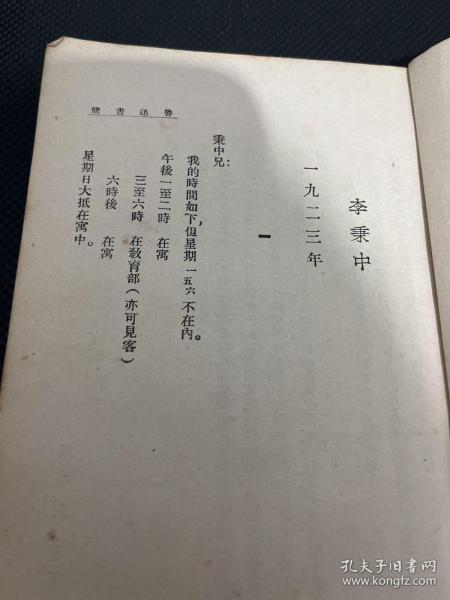 李秉中
一九二三年
一
秉中兄：
我的時間如下，但星期一五六不在內。
午後一至二時　在寓
三至六時　在教育部（亦可見客）
六時後　在寓
星期日大抵在寓中。
魯迅書簡
孔夫子旧书网
www.kongfz.com